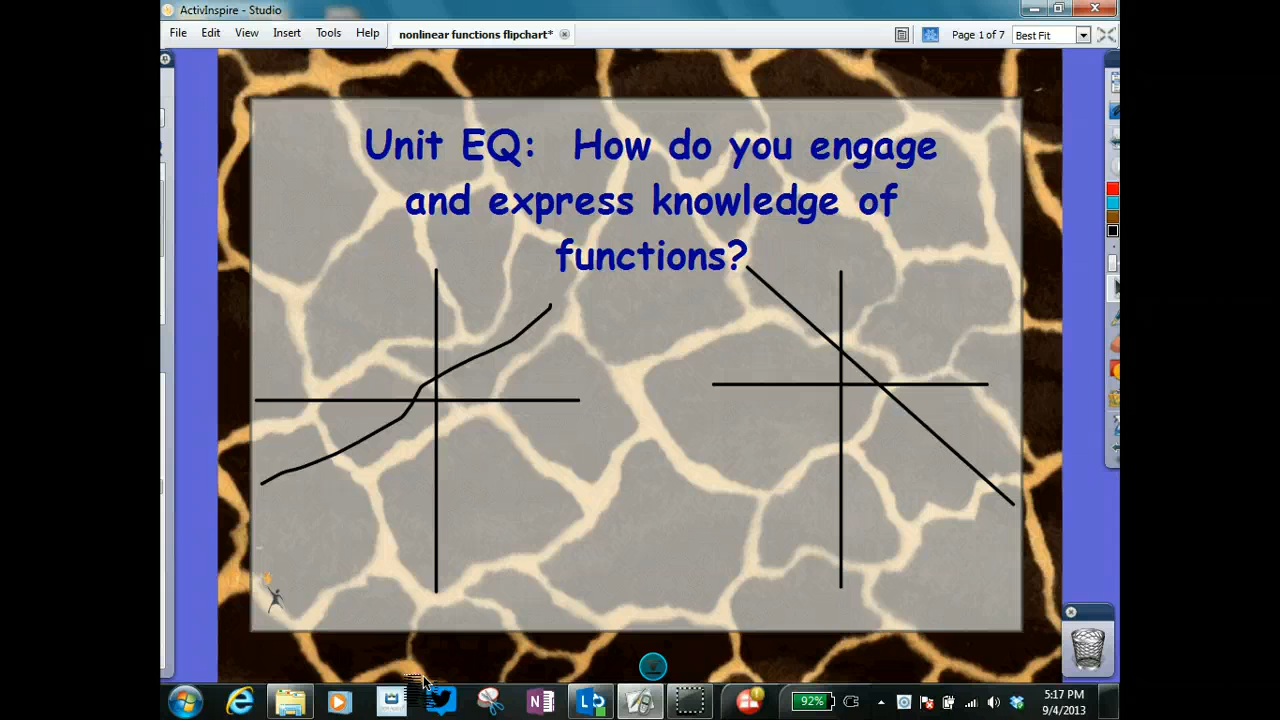 ActivInspire - Studio
File Edit View Insert Tools Help
nonlinear functions flipchart*
Page 1 of 7
Best Fit
Unit EQ: How do you engage
and express knowledge of
functions?
92%
5:17 PM
9/4/2013